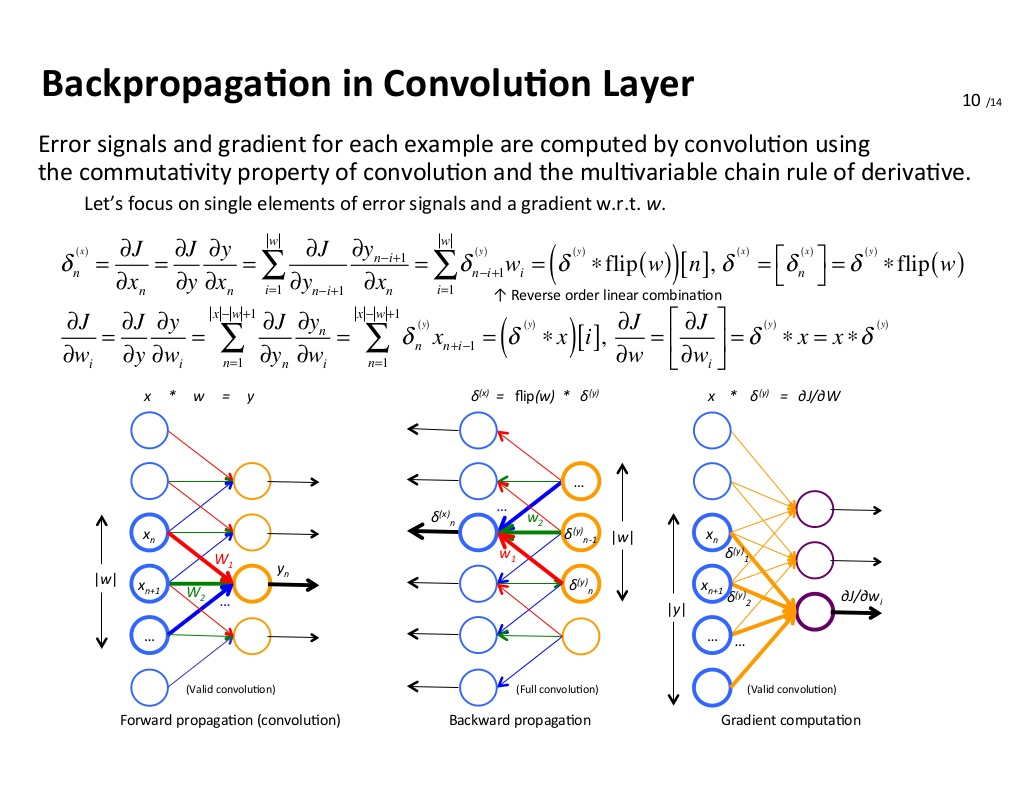 Backpropagation in Convolution Layer
10 /14
Error signals and gradient for each example are computed by convolution using
the commutativity property of convolution and the multivariable chain rule of derivative.
Let's focus on single elements of error signals and a gradient w.r.t. w.
δ_n^(x) = ∂J/∂x_n = ∂J/∂y ∂y/∂x_n = ∑_{i=1}^{|w|} ∂J/∂y_{n−i+1} ∂y_{n−i+1}/∂x_n = ∑_{i=1}^{|w|} δ_{n−i+1}^(y) w_i = (δ^(y) * flip(w))[n], δ^(x) = [δ_n^(x)] = δ^(y) * flip(w)
↑ Reverse order linear combination
∂J/∂w_i = ∂J/∂y ∂y/∂w_i = ∑_{n=1}^{|x|−|w|+1} ∂J/∂y_n ∂y_n/∂w_i = ∑_{n=1}^{|x|−|w|+1} δ_n^(y) x_{n+i−1} = (δ^(y) * x)[i], ∂J/∂w = [∂J/∂w_i] = δ^(y) * x = x * δ^(y)
x * w = y
|w|
x_n
x_{n+1}
...
W_1
W_2
...
y_n
(Valid convolution)
Forward propagation (convolution)
δ^(x) = flip(w) * δ^(y)
δ^(x)_n
...
w_2
w_1
...
δ^(y)_{n-1}
δ^(y)_n
|w|
(Full convolution)
Backward propagation
x * δ^(y) = ∂J/∂W
|y|
x_n
x_{n+1}
...
δ^(y)_1
δ^(y)_2
...
∂J/∂w_i
(Valid convolution)
Gradient computation